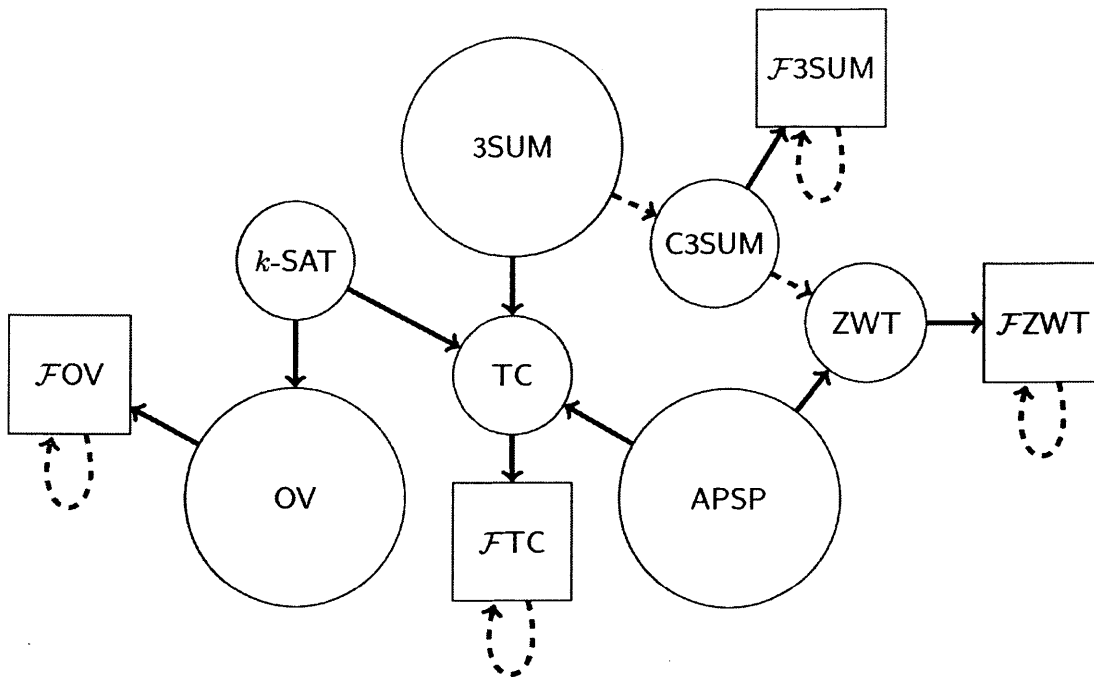 ℱ3SUM
3SUM
C3SUM
k-SAT
ZWT
ℱZWT
ℱOV
TC
OV
APSP
ℱTC